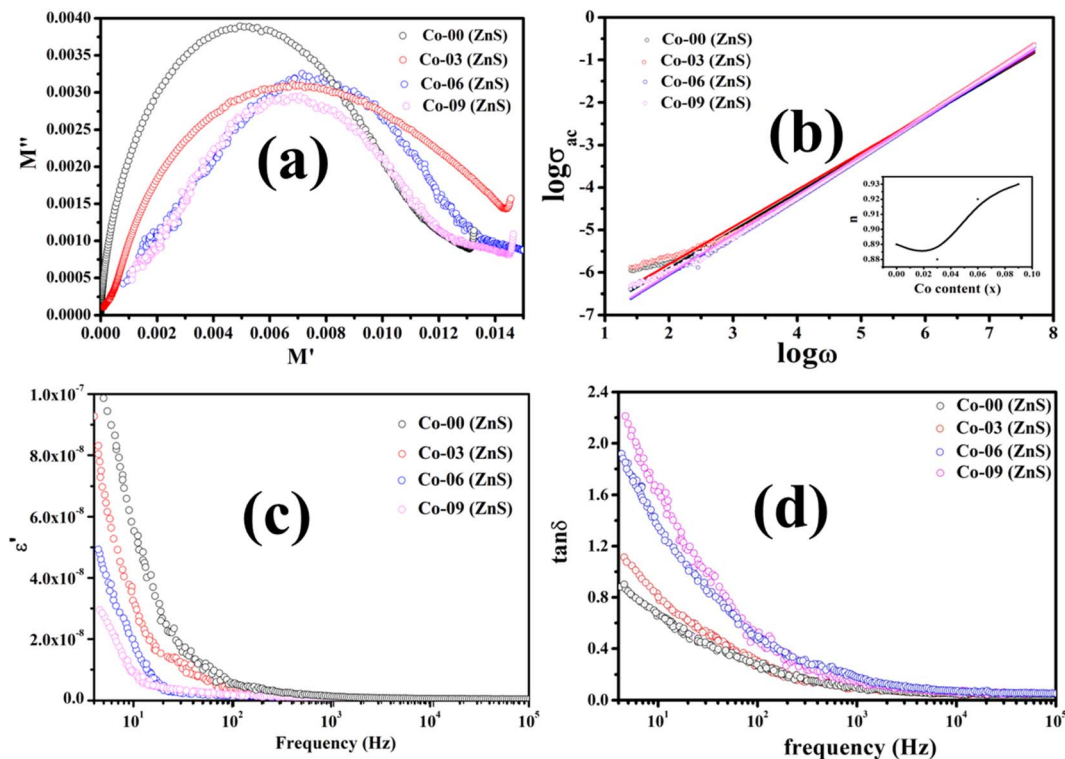 0.0040
0.0035
0.0030
0.0025
0.0020
0.0015
0.0010
0.0005
0.0000
M''
0.000
0.002
0.004
0.006
0.008
0.010
0.012
0.014
M'
Co-00 (ZnS)
Co-03 (ZnS)
Co-06 (ZnS)
Co-09 (ZnS)
(a)
0
-1
-2
-3
-4
-5
-6
-7
logσac
1
2
3
4
5
6
7
8
logω
Co-00 (ZnS)
Co-03 (ZnS)
Co-06 (ZnS)
Co-09 (ZnS)
(b)
0.93
0.92
0.91
0.90
0.89
0.88
n
0.00
0.02
0.04
0.06
0.08
0.10
Co content (x)
1.0x10⁻⁷
8.0x10⁻⁸
6.0x10⁻⁸
4.0x10⁻⁸
2.0x10⁻⁸
0.0
ε'
10¹
10²
10³
10⁴
10⁵
Frequency (Hz)
Co-00 (ZnS)
Co-03 (ZnS)
Co-06 (ZnS)
Co-09 (ZnS)
(c)
2.4
2.0
1.6
1.2
0.8
0.4
0.0
tanδ
10¹
10²
10³
10⁴
10⁵
frequency (Hz)
Co-00 (ZnS)
Co-03 (ZnS)
Co-06 (ZnS)
Co-09 (ZnS)
(d)